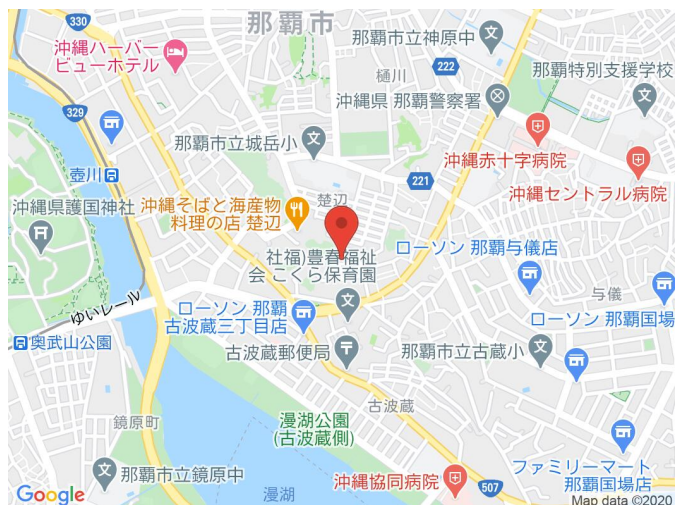 330
那覇市
那覇市立神原中
沖縄ハーバー
ビューホテル
樋川
222
那覇特別支援学校
沖縄県 那覇警察署
329
那覇市立城岳小
沖縄赤十字病院
壺川
221
沖縄セントラル病院
楚辺
沖縄県護国神社
沖縄そばと海産物
料理の店 楚辺
ローソン 那覇与儀店
社福)豊春福祉
会 こくら保育園
与儀
ゆいレール
ローソン 那覇
古波蔵三丁目店
ローソン 那覇国場
奥武山公園
古波蔵郵便局
那覇市立古蔵小
古波蔵
鏡原町
漫湖公園
(古波蔵側)
那覇市立鏡原中
沖縄協同病院
ファミリーマート
那覇国場店
漫湖
507
Google
Map data ©2020